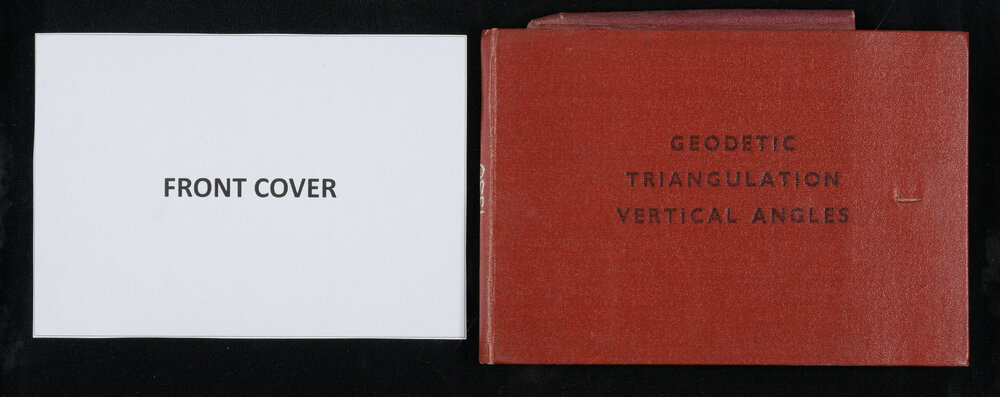 FRONT COVER
GEODETIC
TRIANGULATION
VERTICAL ANGLES